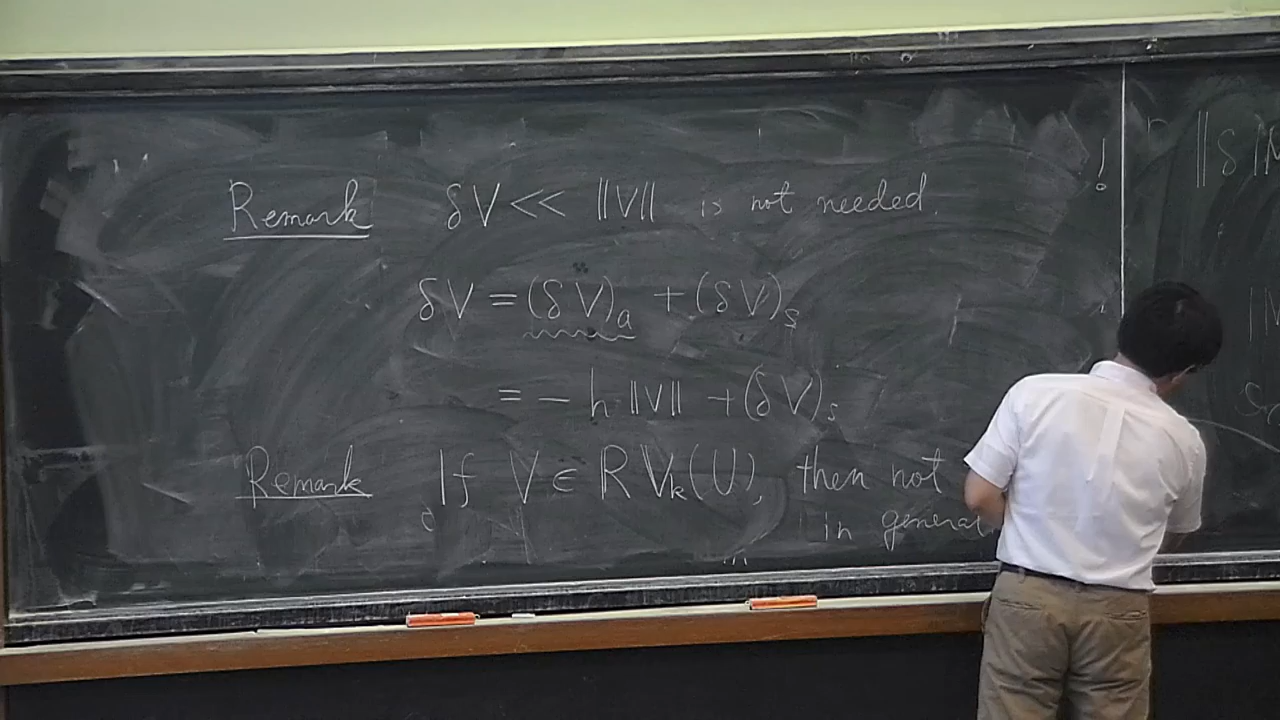 Remark δV << ||V|| is not needed.
δV = (δV)a + (δV)s
= - h ||V|| + (δV)s
Remark If V ∈ RVk(U), then not
in general
!
||δ